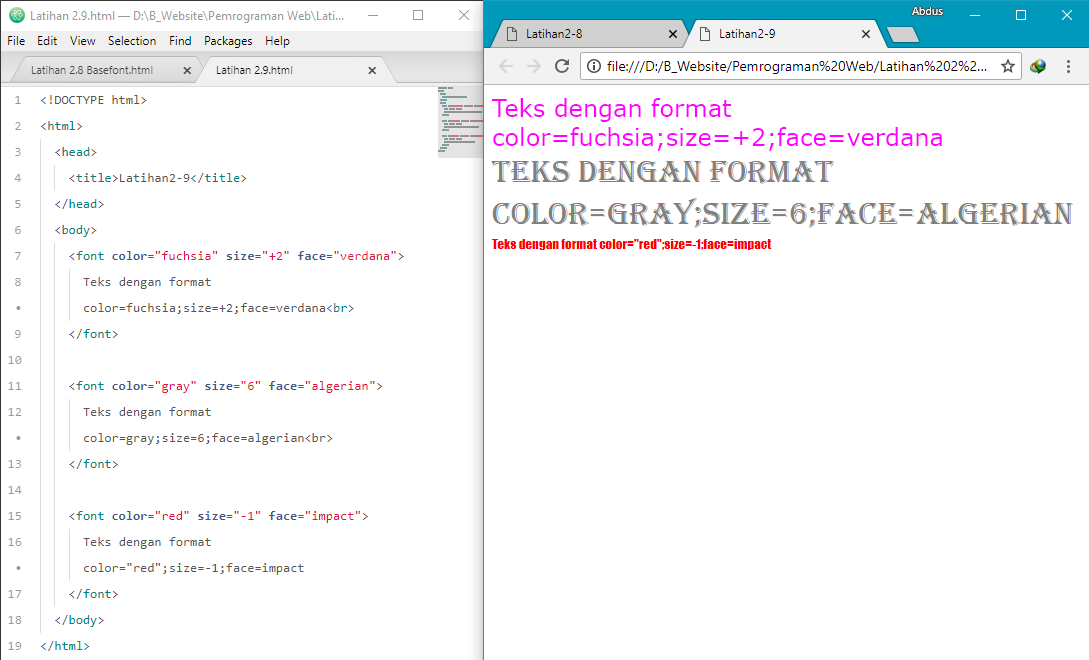 Latihan 2.9.html — D:\B_Website\Pemrograman Web\Lati...
File Edit View Selection Find Packages Help
Latihan 2.8 Basefont.html
Latihan 2.9.html
1 <!DOCTYPE html>
2 <html>
3 <head>
4 <title>Latihan2-9</title>
5 </head>
6 <body>
7 <font color="fuchsia" size="+2" face="verdana">
8 Teks dengan format
• color=fuchsia;size=+2;face=verdana<br>
9 </font>
10
11 <font color="gray" size="6" face="algerian">
12 Teks dengan format
• color=gray;size=6;face=algerian<br>
13 </font>
14
15 <font color="red" size="-1" face="impact">
16 Teks dengan format
• color="red";size=-1;face=impact
17 </font>
18 </body>
19 </html>
Abdus
Latihan2-8
Latihan2-9
file:///D:/B_Website/Pemrograman%20Web/Latihan%202%2...
Teks dengan format
color=fuchsia;size=+2;face=verdana
TEKS DENGAN FORMAT
COLOR=GRAY;SIZE=6;FACE=ALGERIAN
Teks dengan format color="red";size=-1;face=impact